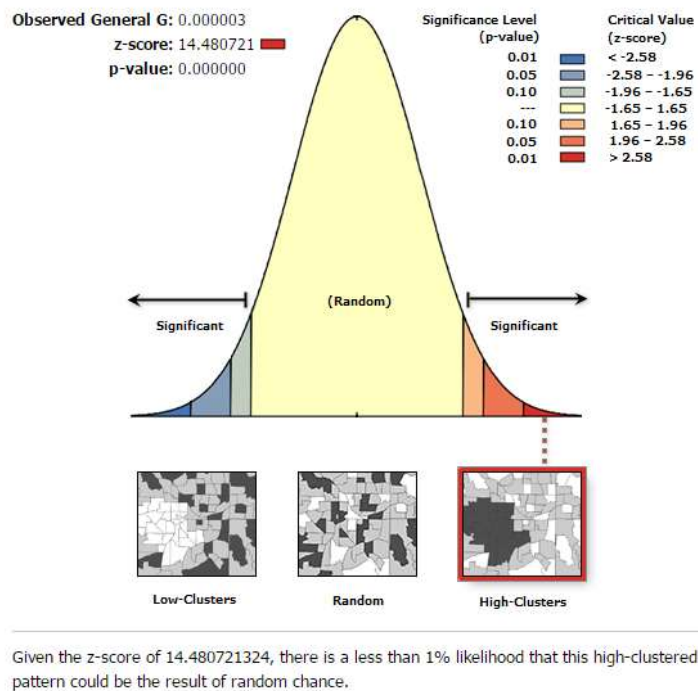 Observed General G: 0.000003
z-score: 14.480721
p-value: 0.000000
Significance Level
(p-value)
Critical Value
(z-score)
0.01 < -2.58
0.05 -2.58 – -1.96
0.10 -1.96 – -1.65
--- -1.65 – 1.65
0.10 1.65 – 1.96
0.05 1.96 – 2.58
0.01 > 2.58
(Random)
Significant
Significant
Low-Clusters
Random
High-Clusters
Given the z-score of 14.480721324, there is a less than 1% likelihood that this high-clustered
pattern could be the result of random chance.